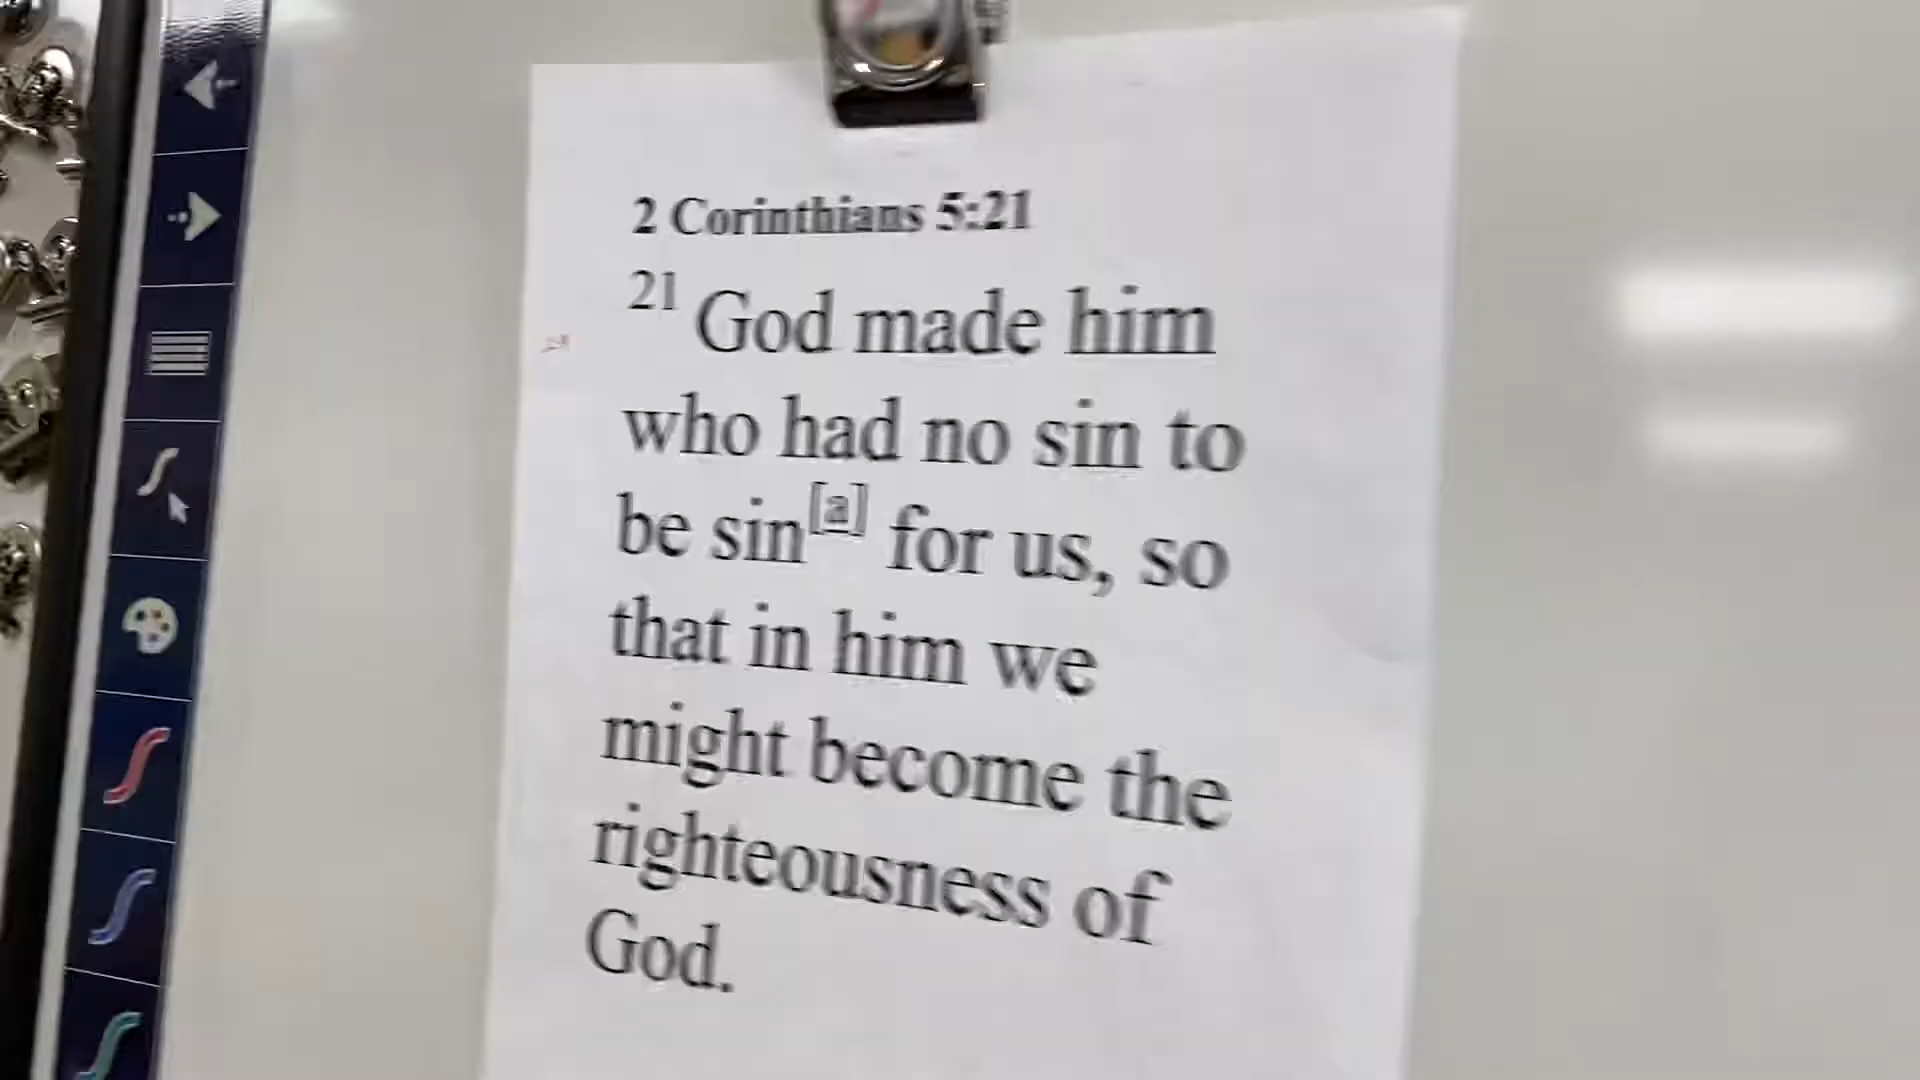 2 Corinthians 5:21
21 God made him
who had no sin to
be sin[a] for us, so
that in him we
might become the
righteousness of
God.